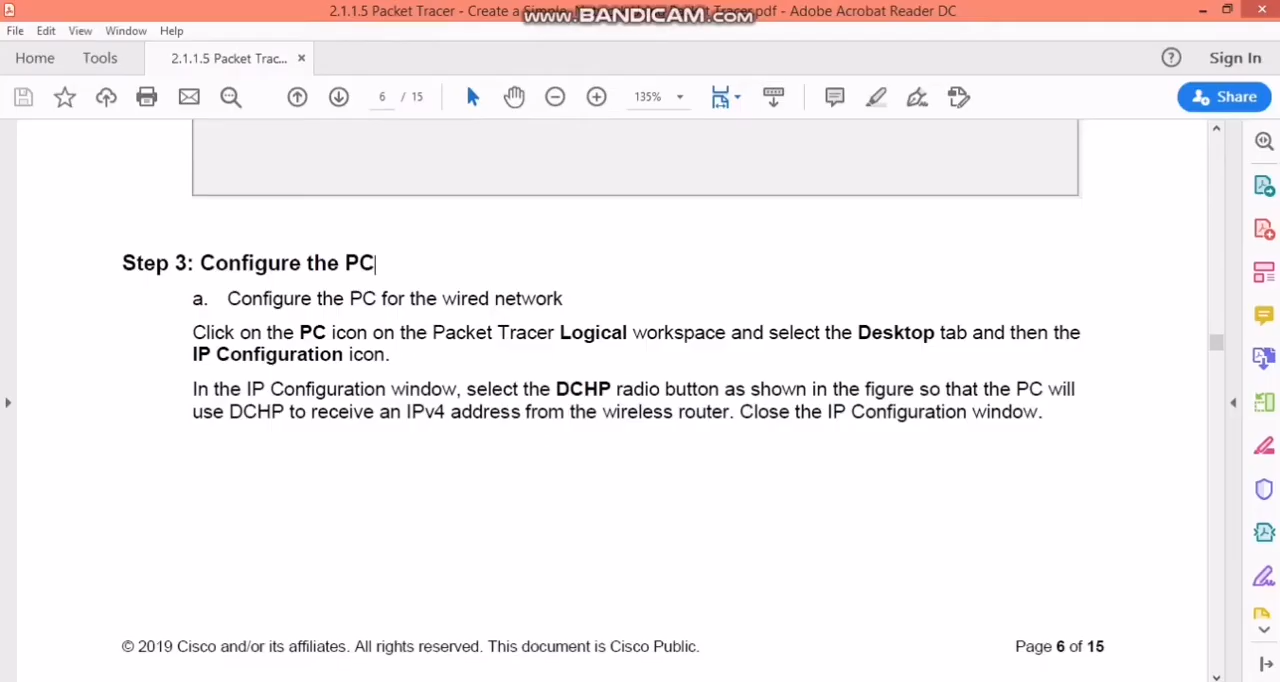 2.1.1.5 Packet Tracer - Create a Simple
Tracer.pdf - Adobe Acrobat Reader DC
www.BANDICAM.com
File Edit View Window Help
Home Tools 2.1.1.5 Packet Trac... × Sign In
6 / 15 135% Share
Step 3: Configure the PC
a. Configure the PC for the wired network
Click on the PC icon on the Packet Tracer Logical workspace and select the Desktop tab and then the
IP Configuration icon.
In the IP Configuration window, select the DCHP radio button as shown in the figure so that the PC will
use DCHP to receive an IPv4 address from the wireless router. Close the IP Configuration window.
© 2019 Cisco and/or its affiliates. All rights reserved. This document is Cisco Public. Page 6 of 15